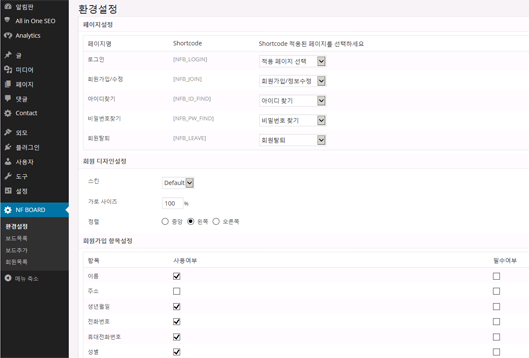 알림판
All in One SEO
Analytics
글
미디어
페이지
댓글
Contact
외모
플러그인
사용자
도구
설정
NF BOARD
환경설정
보드목록
보드추가
회원목록
메뉴 축소
환경설정
페이지설정
페이지명 Shortcode Shortcode 적용된 페이지를 선택하세요
로그인 [NFB_LOGIN] 적용 페이지 선택
회원가입/수정 [NFB_JOIN] 회원가입/정보수정
아이디찾기 [NFB_ID_FIND] 아이디 찾기
비밀번호찾기 [NFB_PW_FIND] 비밀번호 찾기
회원탈퇴 [NFB_LEAVE] 회원탈퇴
회원 디자인설정
스킨 Default
가로 사이즈 100 %
정렬 중앙 왼쪽 오른쪽
회원가입 항목설정
항목 사용여부 필수여부
이름
주소
생년월일
전화번호
휴대전화번호
성별